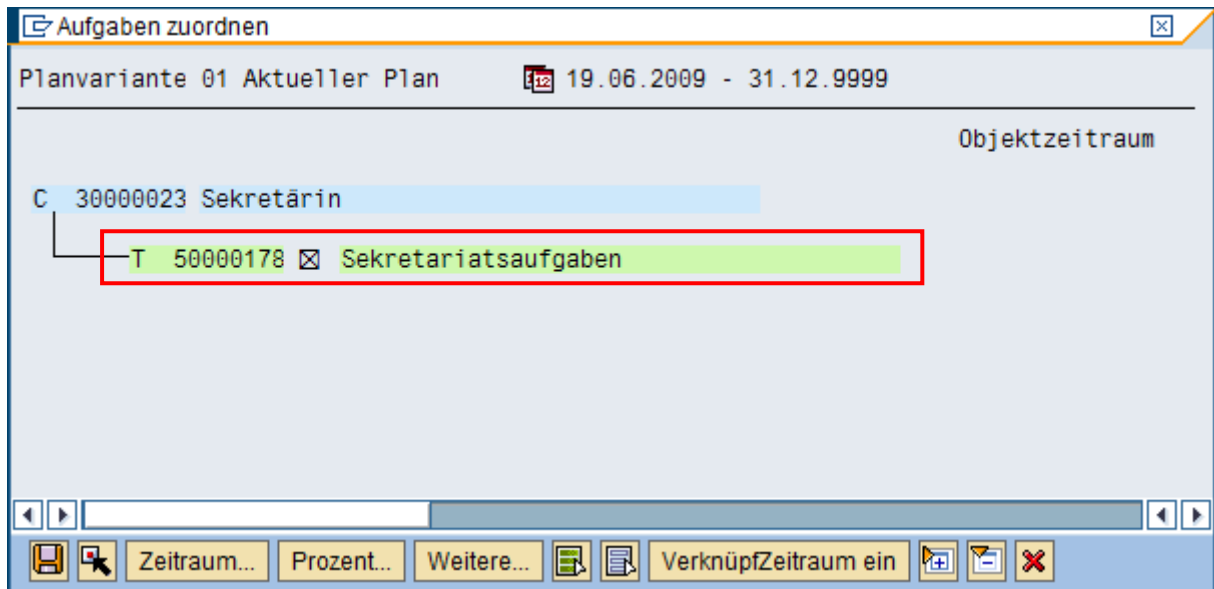 Aufgaben zuordnen
Planvariante 01 Aktueller Plan 12 19.06.2009 - 31.12.9999
Objektzeitraum
C 30000023 Sekretärin
T 50000178 Sekretariatsaufgaben
Zeitraum... Prozent... Weitere... VerknüpfZeitraum ein